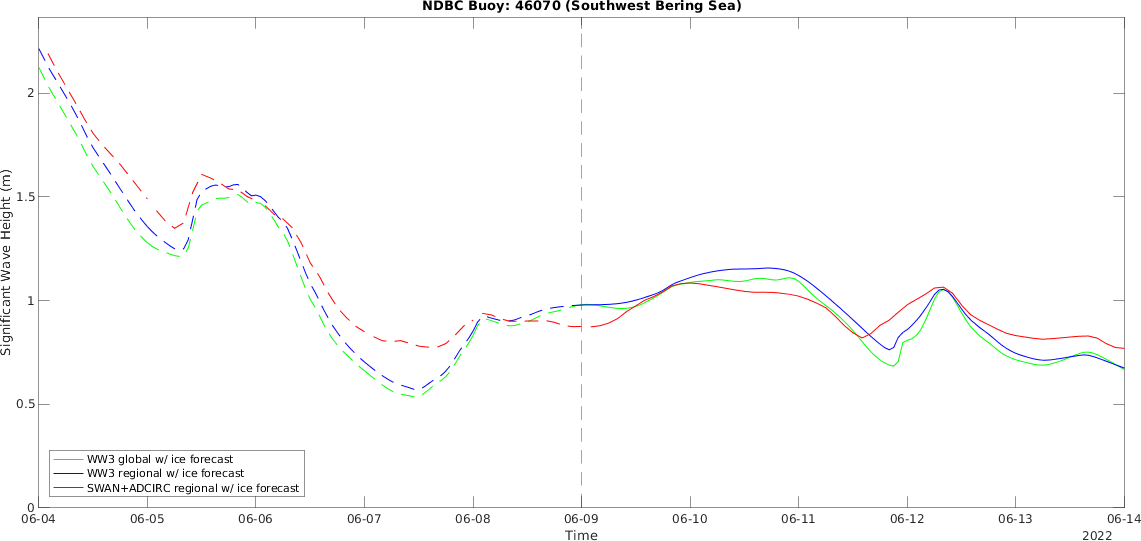 NDBC Buoy: 46070 (Southwest Bering Sea)
Significant Wave Height (m)
2
1.5
1
0.5
0
WW3 global w/ ice forecast
WW3 regional w/ ice forecast
SWAN+ADCIRC regional w/ ice forecast
06-04 06-05 06-06 06-07 06-08 06-09 06-10 06-11 06-12 06-13 06-14
Time
2022